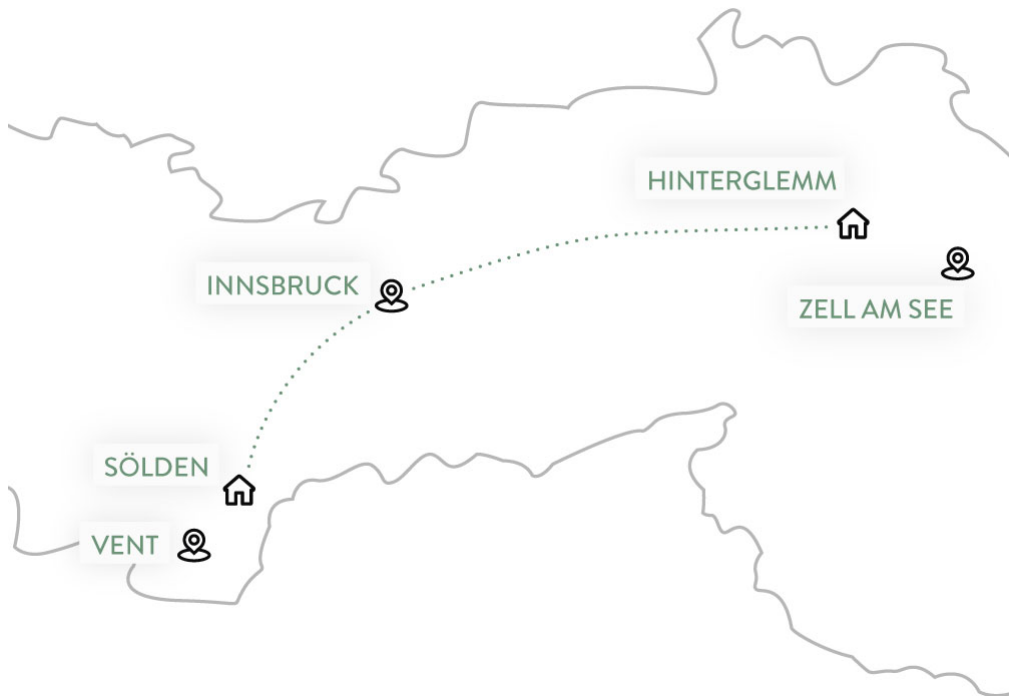 HINTERGLEMM
INNSBRUCK
ZELL AM SEE
SÖLDEN
VENT